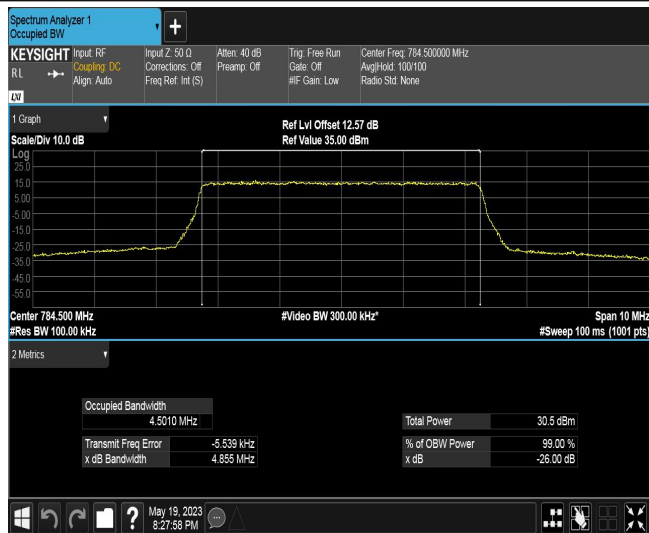 Spectrum Analyzer 1
Occupied BW
+
KEYSIGHT Input: RF Input Z: 50 Ω Atten: 40 dB Trig: Free Run Center Freq: 784.500000 MHz
RL Coupling: DC Corrections: Off Preamp: Off Gate: Off Avg|Hold: 100/100
Align: Auto Freq Ref: Int (S) #IF Gain: Low Radio Std: None
LXI
1 Graph
Ref Lvl Offset 12.57 dB
Scale/Div 10.0 dB Ref Value 35.00 dBm
Log
25.0
15.0
5.00
-5.00
-15.0
-25.0
-35.0
-45.0
-55.0
Center 784.500 MHz #Video BW 300.00 kHz* Span 10 MHz
#Res BW 100.00 kHz #Sweep 100 ms (1001 pts)
2 Metrics
Occupied Bandwidth
4.5010 MHz Total Power 30.5 dBm
Transmit Freq Error -5.539 kHz % of OBW Power 99.00 %
x dB Bandwidth 4.855 MHz x dB -26.00 dB
? May 19, 2023
8:27:58 PM